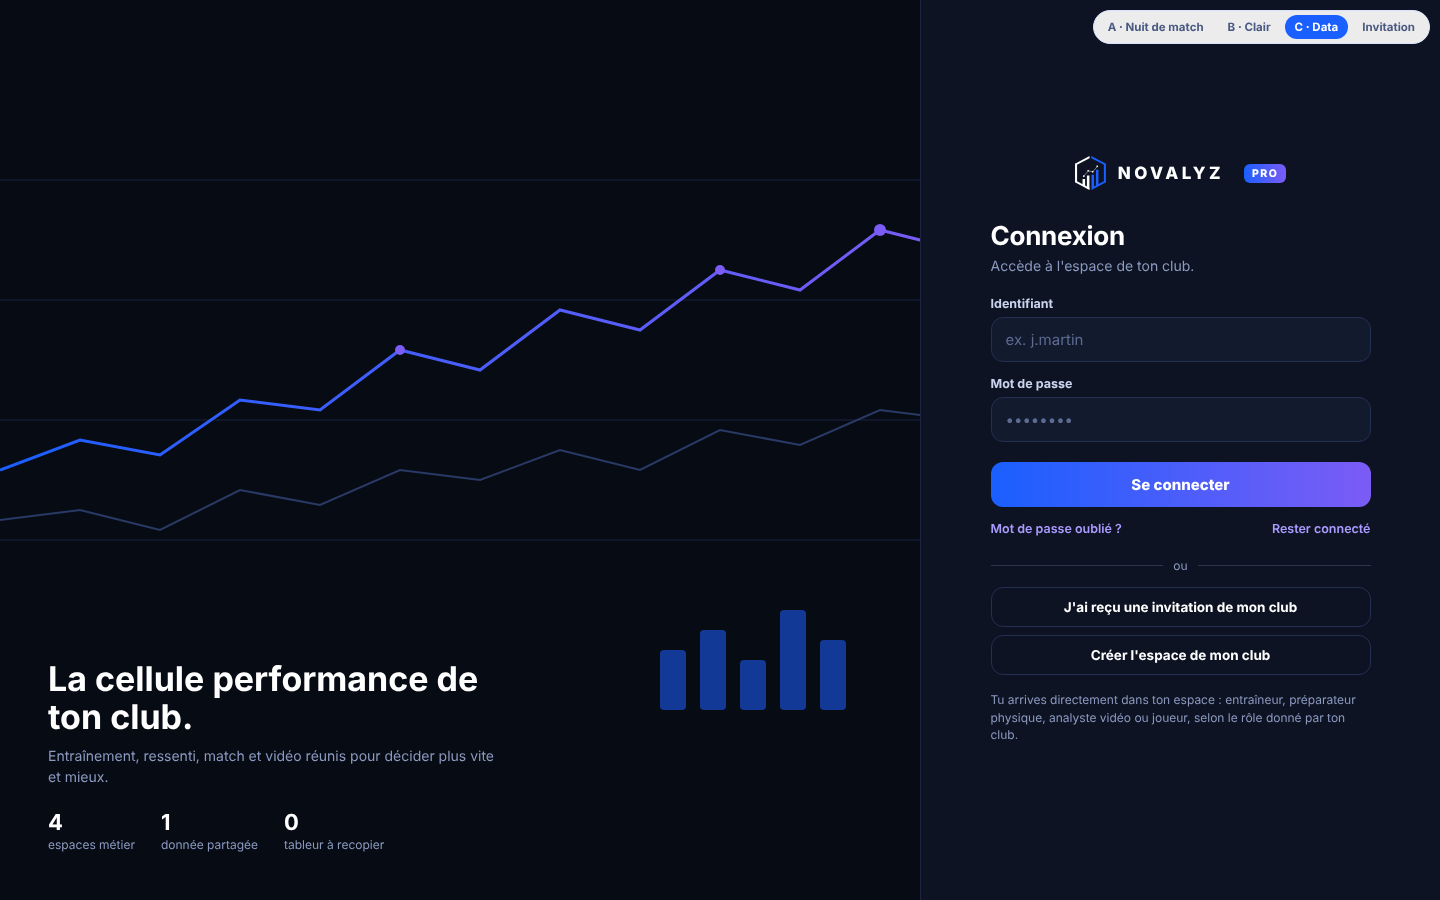 A · Nuit de match
B · Clair
C · Data
Invitation
NOVALYZ
PRO
Connexion
Accède à l'espace de ton club.
Identifiant
ex. j.martin
Mot de passe
••••••••
Se connecter
Mot de passe oublié ?
Rester connecté
ou
J'ai reçu une invitation de mon club
Créer l'espace de mon club
Tu arrives directement dans ton espace : entraîneur, préparateur
physique, analyste vidéo ou joueur, selon le rôle donné par ton
club.
La cellule performance de
ton club.
Entraînement, ressenti, match et vidéo réunis pour décider plus vite
et mieux.
4
espaces métier
1
donnée partagée
0
tableur à recopier